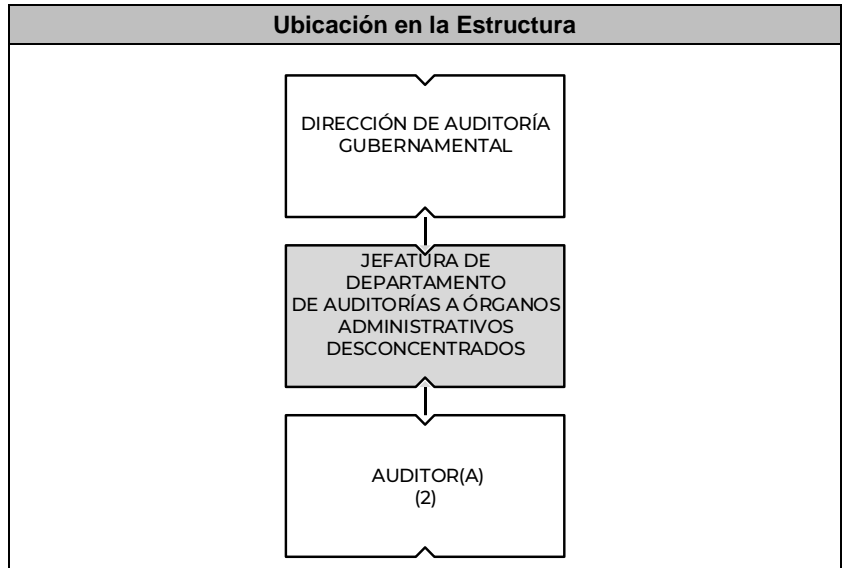 Ubicación en la Estructura
DIRECCIÓN DE AUDITORÍA
GUBERNAMENTAL
JEFATURA DE
DEPARTAMENTO
DE AUDITORÍAS A ÓRGANOS
ADMINISTRATIVOS
DESCONCENTRADOS
AUDITOR(A)
(2)